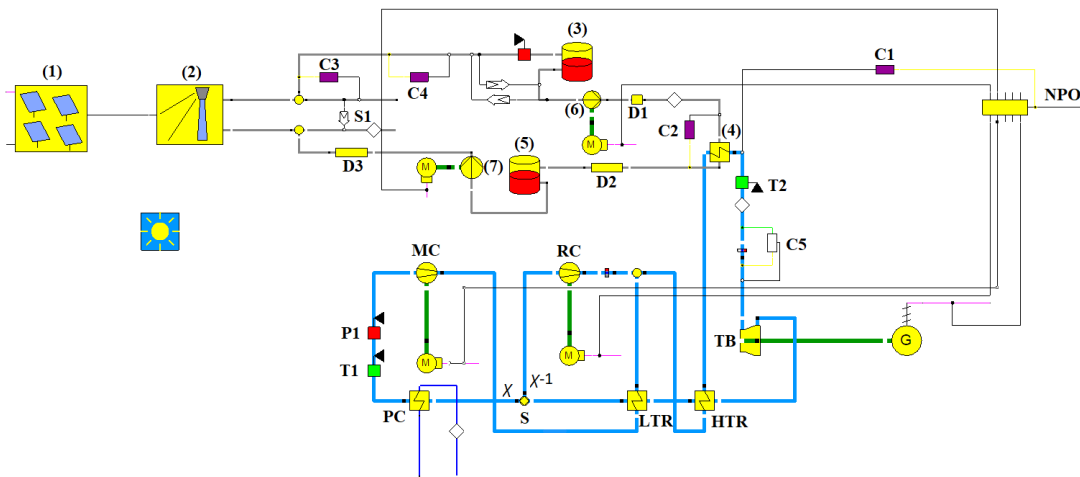 (1)
(2)
(3)
C1
C3
C4
NPO
S1
(6)
D1
C2
(4)
M
(5)
D3
M
(7)
D2
T2
MC
RC
C5
P1
TB
G
M
M
T1
X
X-1
PC
S
LTR
HTR